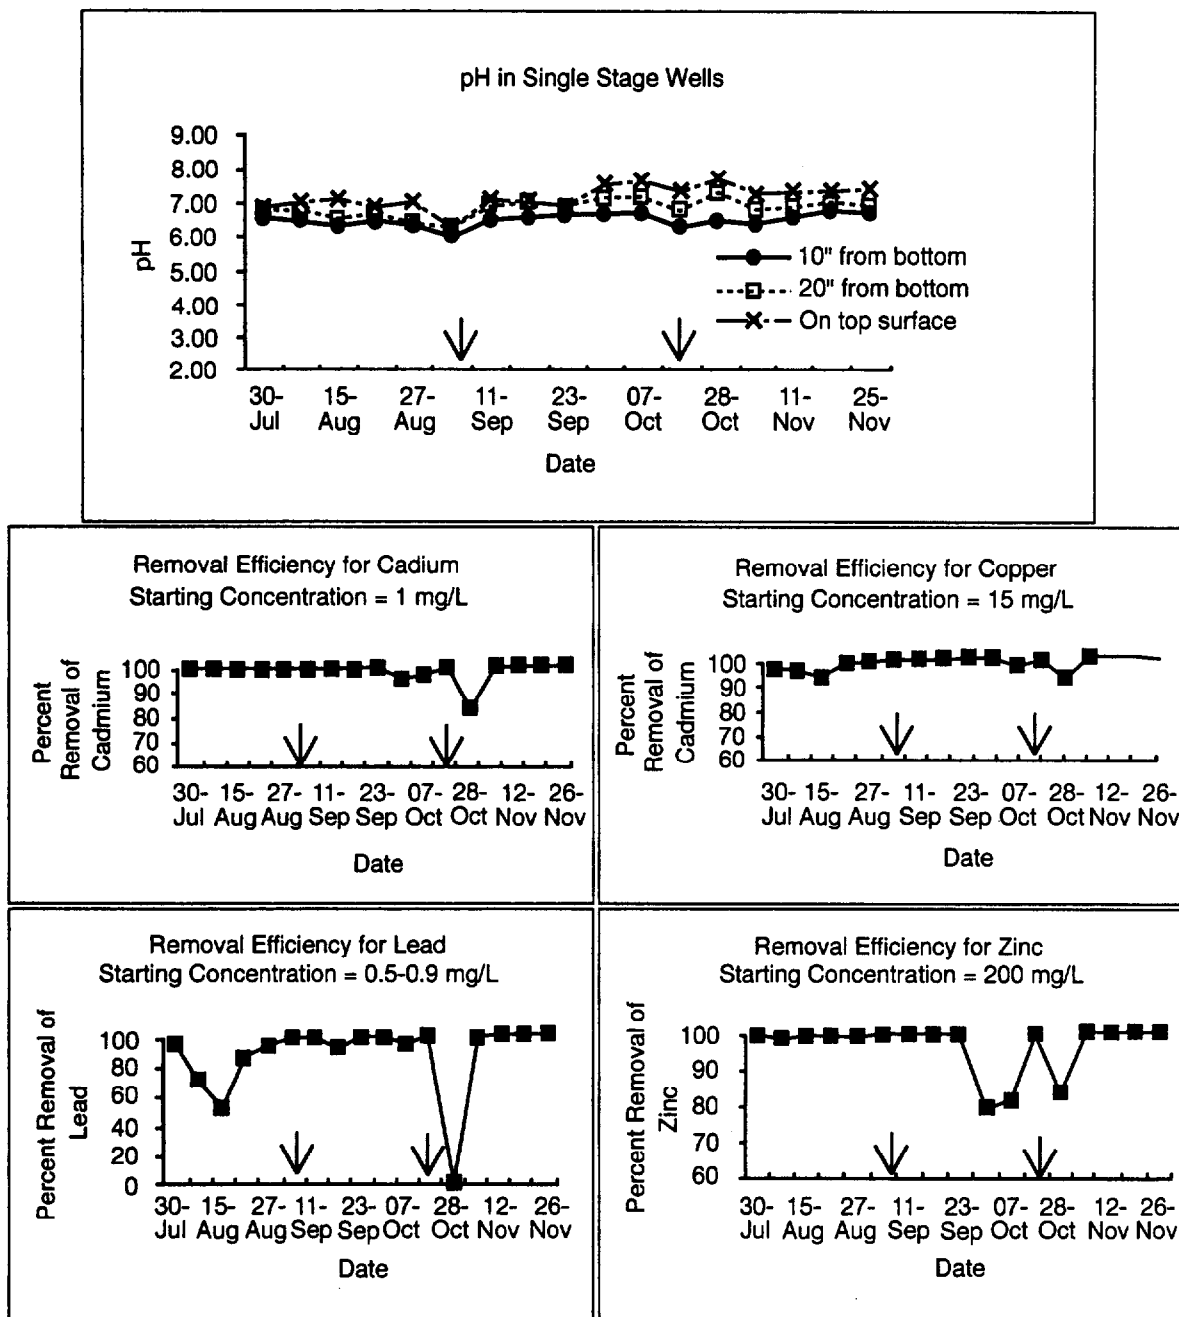 pH in Single Stage Wells
9.00
8.00
7.00
6.00
5.00
4.00
3.00
2.00
pH
10" from bottom
20" from bottom
On top surface
30- 15- 27- 11- 23- 07- 28- 11- 25-
Jul Aug Aug Sep Sep Oct Oct Nov Nov
Date
Removal Efficiency for Cadium
Starting Concentration = 1 mg/L
Percent
Removal of
Cadmium
100
90
80
70
60
30- 15- 27- 11- 23- 07- 28- 12- 26-
Jul Aug Aug Sep Sep Oct Oct Nov Nov
Date
Removal Efficiency for Copper
Starting Concentration = 15 mg/L
Percent
Removal of
Cadmium
100
90
80
70
60
30- 15- 27- 11- 23- 07- 28- 12- 26-
Jul Aug Aug Sep Sep Oct Oct Nov Nov
Date
Removal Efficiency for Lead
Starting Concentration = 0.5-0.9 mg/L
Percent Removal of
Lead
100
80
60
40
20
0
30- 15- 27- 11- 23- 07- 28- 12- 26-
Jul Aug Aug Sep Sep Oct Oct Nov Nov
Date
Removal Efficiency for Zinc
Starting Concentration = 200 mg/L
Percent Removal of
Zinc
100
90
80
70
60
30- 15- 27- 11- 23- 07- 28- 12- 26-
Jul Aug Aug Sep Sep Oct Oct Nov Nov
Date